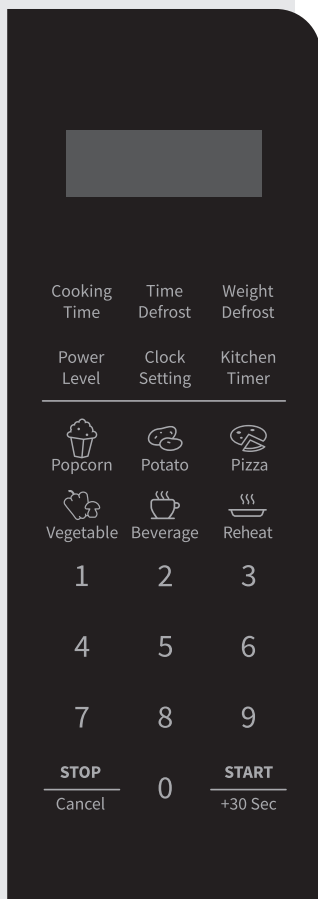 Cooking Time
Time Defrost
Weight Defrost
Power Level
Clock Setting
Kitchen Timer
Popcorn
Potato
Pizza
Vegetable
Beverage
Reheat
1 2 3
4 5 6
7 8 9
STOP
Cancel
0
START
+30 Sec